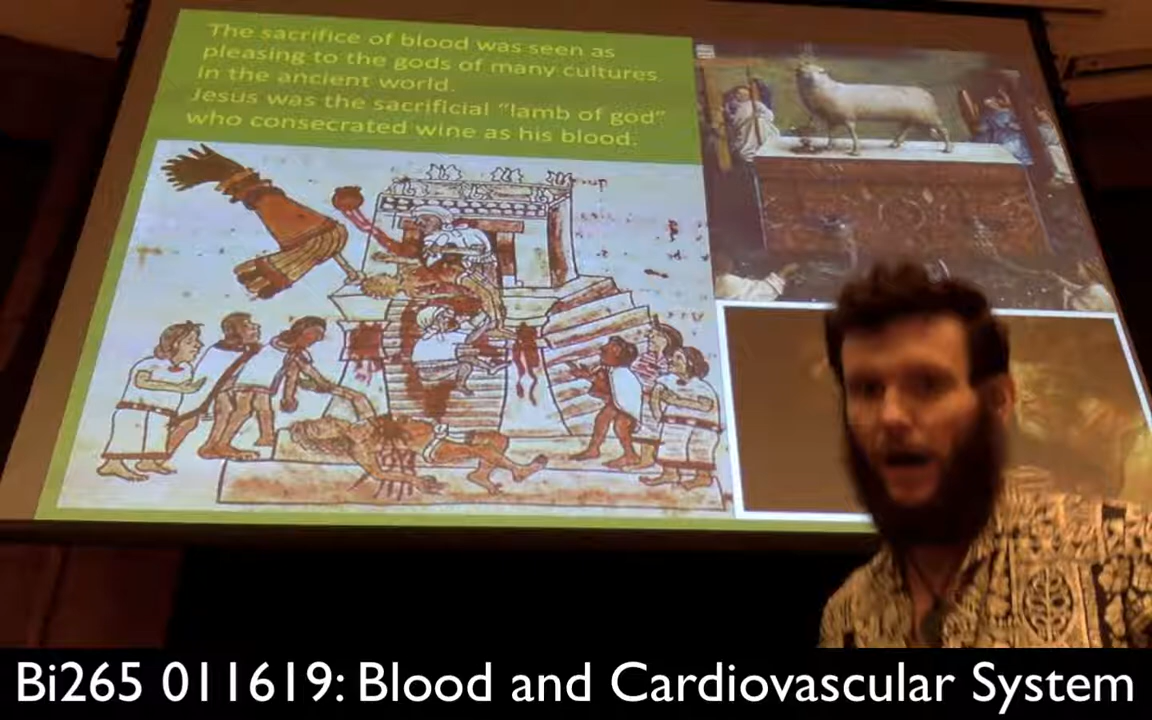 The sacrifice of blood was seen as
pleasing to the gods of many cultures
In the ancient world.
Jesus was the sacrificial “lamb of god”
who consecrated wine as his blood.
Bi265 011619: Blood and Cardiovascular System